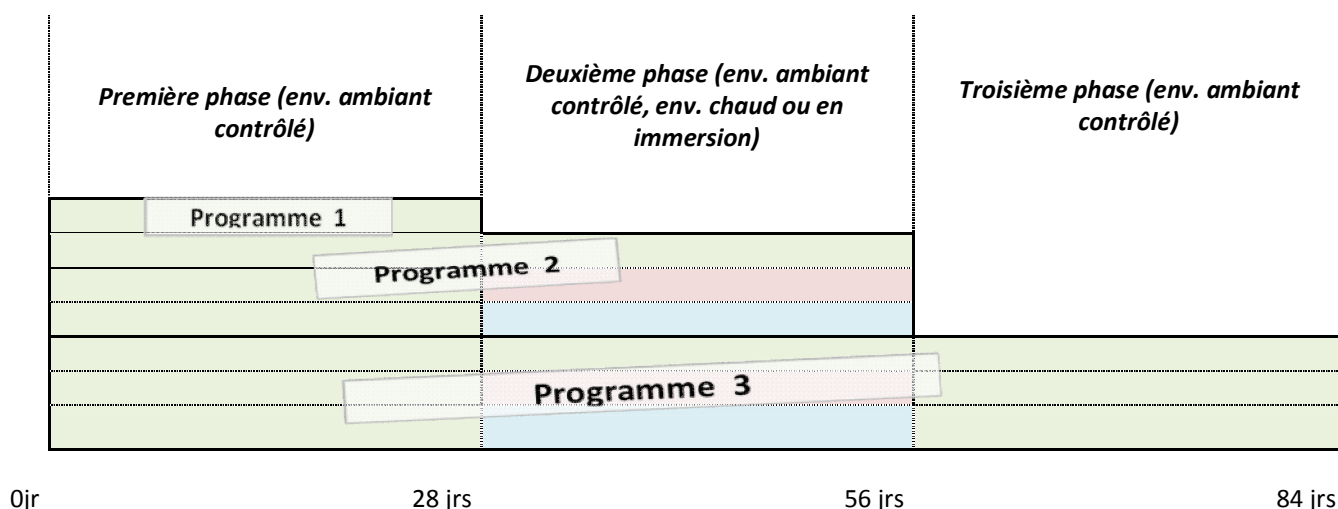 Première phase (env. ambiant
contrôlé)
Deuxième phase (env. ambiant
contrôlé, env. chaud ou en
immersion)
Troisième phase (env. ambiant
contrôlé)
Programme 1
Programme 2
Programme 3
0jr
28 jrs
56 jrs
84 jrs